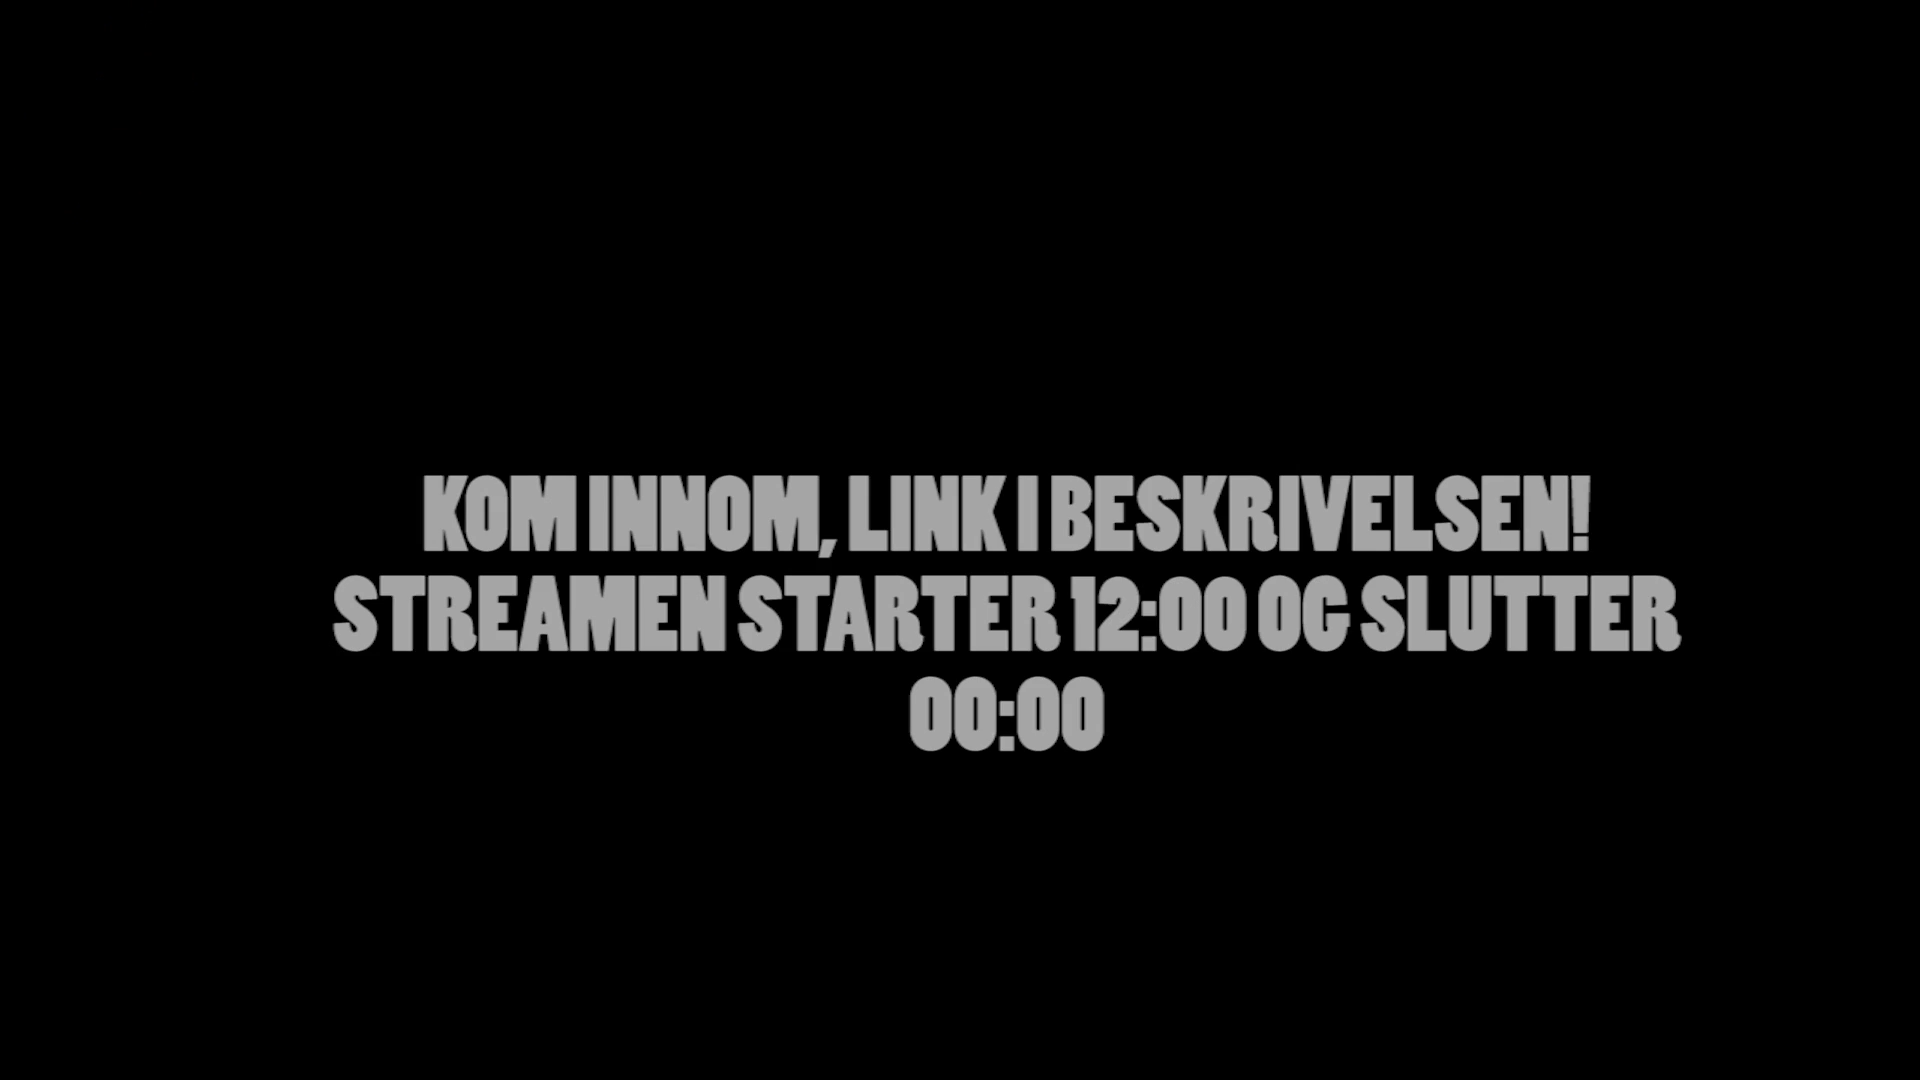 KOM INNOM, LINK I BESKRIVELSEN!
STREAMEN STARTER 12:00 OG SLUTTER
00:00